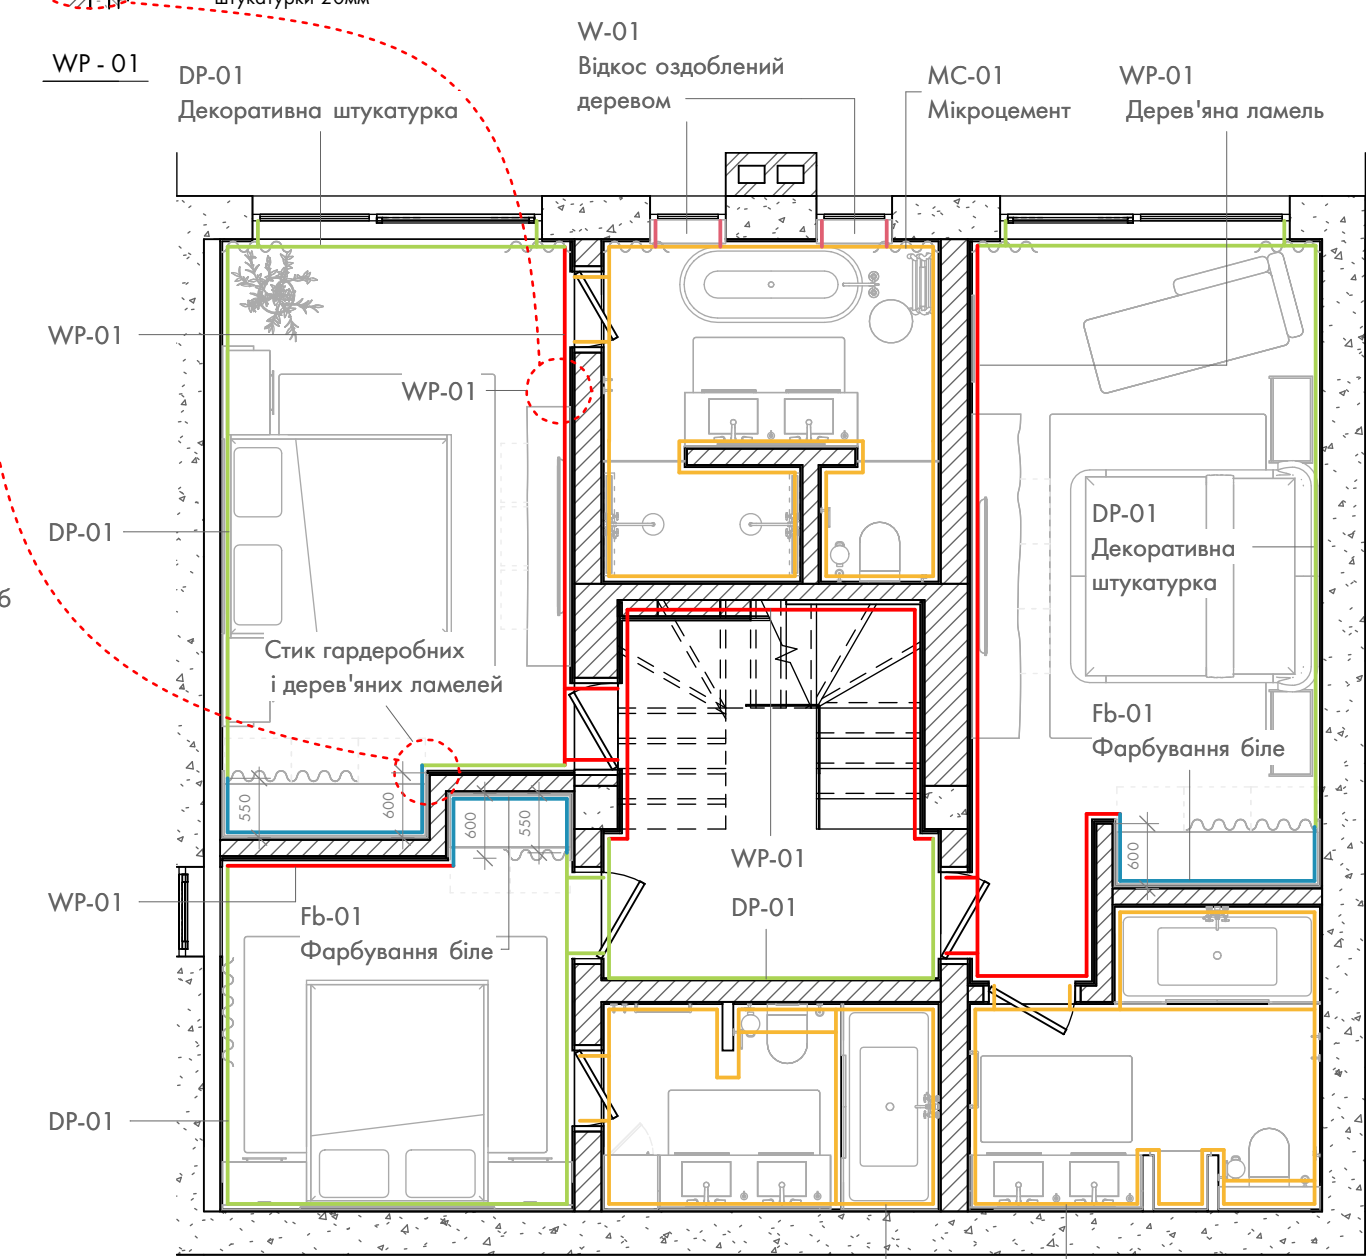 штукатурки 20мм
WP - 01
DP-01
Декоративна штукатурка
W-01
Відкос оздоблений
деревом
MC-01
Мікроцемент
WP-01
Дерев'яна ламель
WP-01
WP-01
DP-01
DP-01
Декоративна
штукатурка
б
Стик гардеробних
і дерев'яних ламелей
Fb-01
Фарбування біле
550
600
600
550
600
WP-01
DP-01
WP-01
Fb-01
Фарбування біле
DP-01